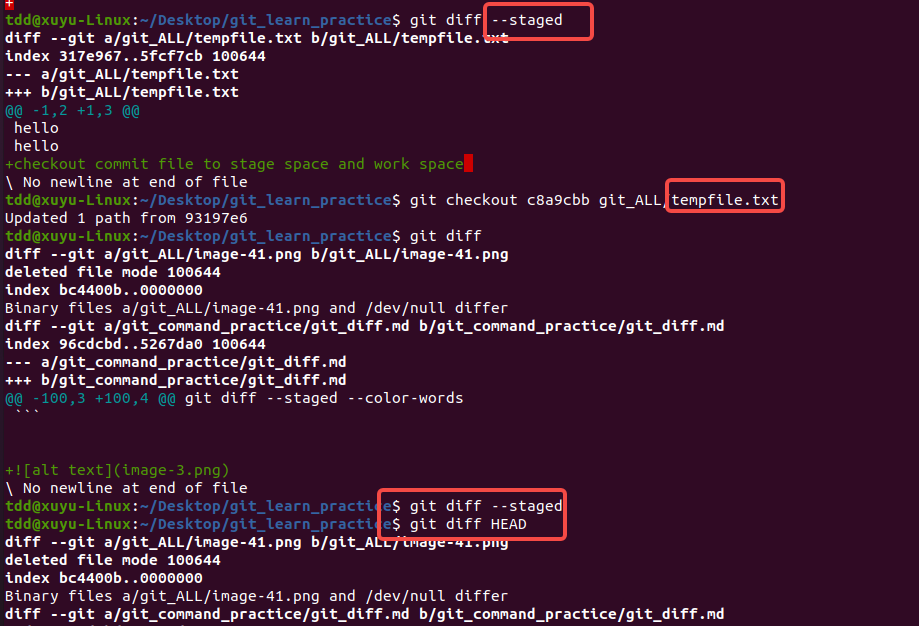 +
tdd@xuyu-Linux:~/Desktop/git_learn_practice$ git diff --staged
diff --git a/git_ALL/tempfile.txt b/git_ALL/tempfile.txt
index 317e967..5fcf7cb 100644
--- a/git_ALL/tempfile.txt
+++ b/git_ALL/tempfile.txt
@@ -1,2 +1,3 @@
 hello
 hello
+checkout commit file to stage space and work space
\ No newline at end of file
tdd@xuyu-Linux:~/Desktop/git_learn_practice$ git checkout c8a9cbb git_ALL/tempfile.txt
Updated 1 path from 93197e6
tdd@xuyu-Linux:~/Desktop/git_learn_practice$ git diff
diff --git a/git_ALL/image-41.png b/git_ALL/image-41.png
deleted file mode 100644
index bc4400b..0000000
Binary files a/git_ALL/image-41.png and /dev/null differ
diff --git a/git_command_practice/git_diff.md b/git_command_practice/git_diff.md
index 96cdcbd..5267da0 100644
--- a/git_command_practice/git_diff.md
+++ b/git_command_practice/git_diff.md
@@ -100,3 +100,4 @@ git diff --staged --color-words
 ```
+![alt text](image-3.png)
\ No newline at end of file
tdd@xuyu-Linux:~/Desktop/git_learn_practice$ git diff --staged
tdd@xuyu-Linux:~/Desktop/git_learn_practice$ git diff HEAD
diff --git a/git_ALL/image-41.png b/git_ALL/image-41.png
deleted file mode 100644
index bc4400b..0000000
Binary files a/git_ALL/image-41.png and /dev/null differ
diff --git a/git_command_practice/git_diff.md b/git_command_practice/git_diff.md